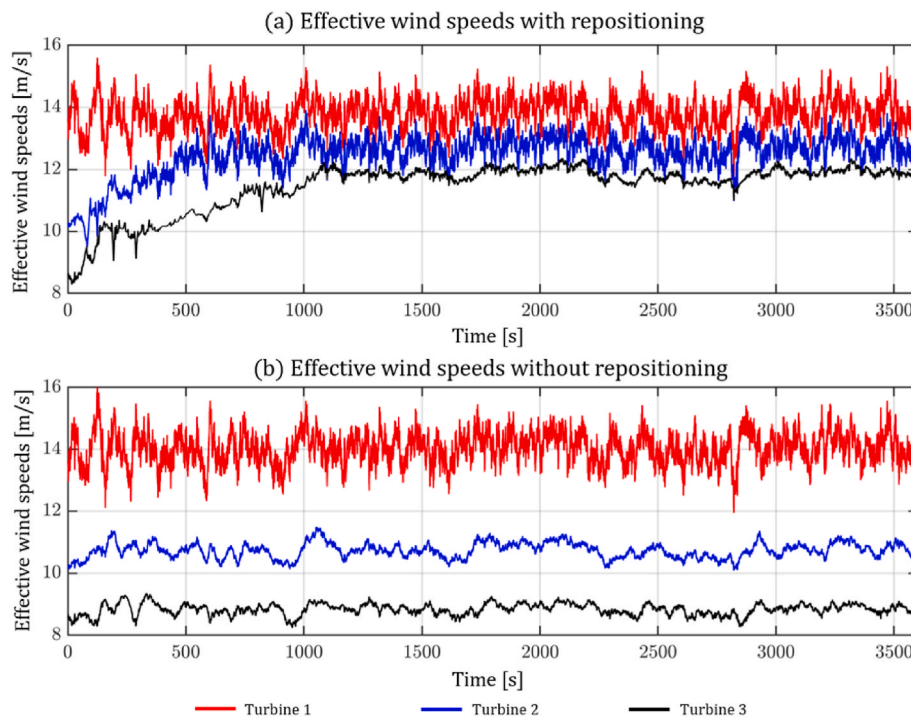 (a) Effective wind speeds with repositioning
Effective wind speeds [m/s]
16
14
12
10
8
0 500 1000 1500 2000 2500 3000 3500
Time [s]
(b) Effective wind speeds without repositioning
Effective wind speeds [m/s]
16
14
12
10
8
0 500 1000 1500 2000 2500 3000 3500
Time [s]
Turbine 1 Turbine 2 Turbine 3